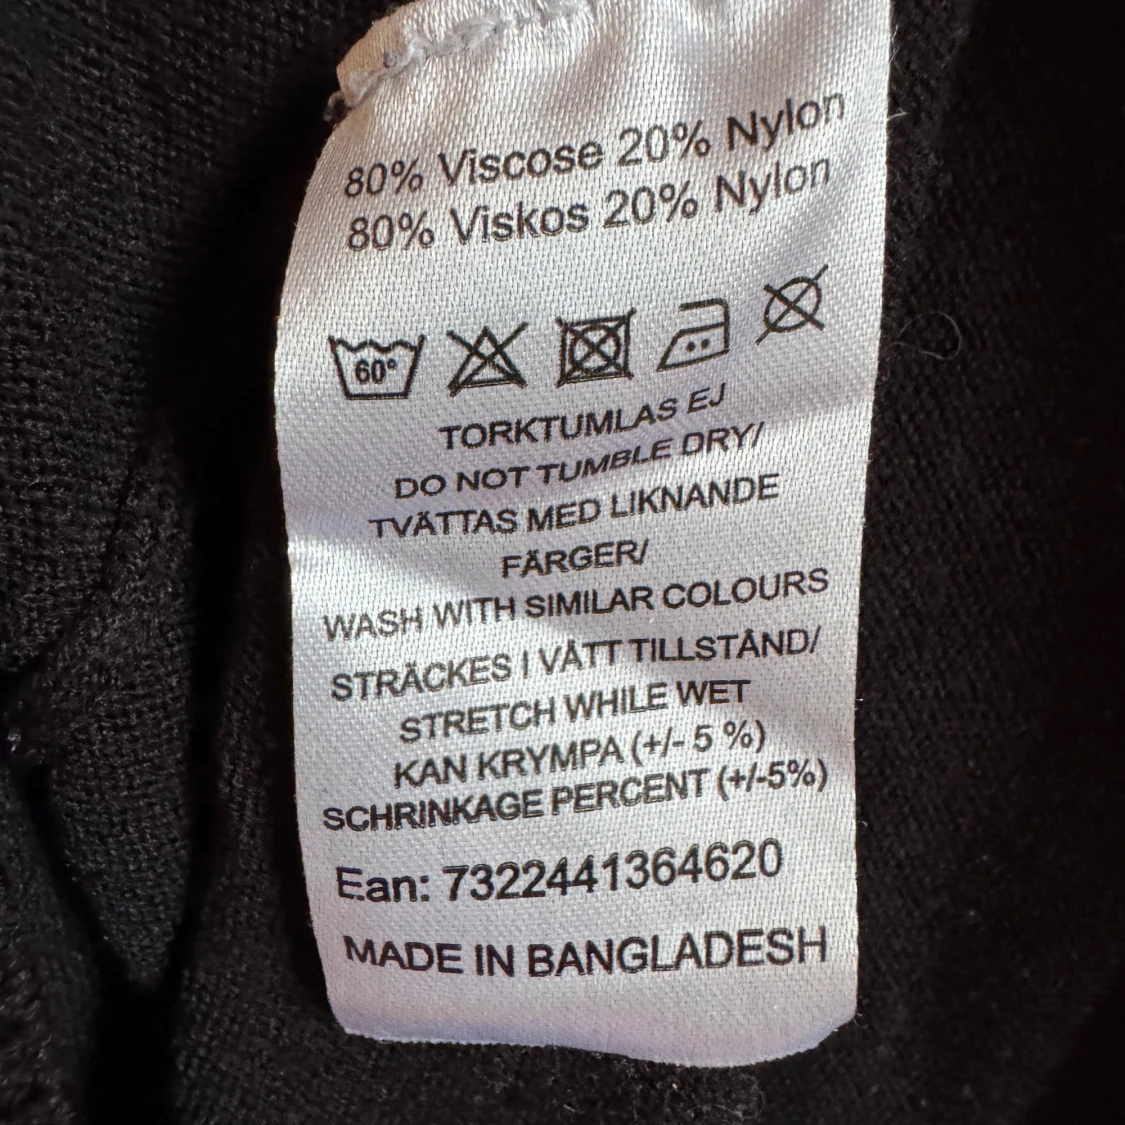 80% Viscose 20% Nylon
80% Viskos 20% Nylon
60°
TORKTUMLAS EJ
DO NOT TUMBLE DRY/
TVÄTTAS MED LIKNANDE
FÄRGER/
WASH WITH SIMILAR COLOURS
STRÄCKES I VÅTT TILLSTÅND/
STRETCH WHILE WET
KAN KRYMPA (+/- 5 %)
SCHRINKAGE PERCENT (+/-5%)
Ean: 7322441364620
MADE IN BANGLADESH